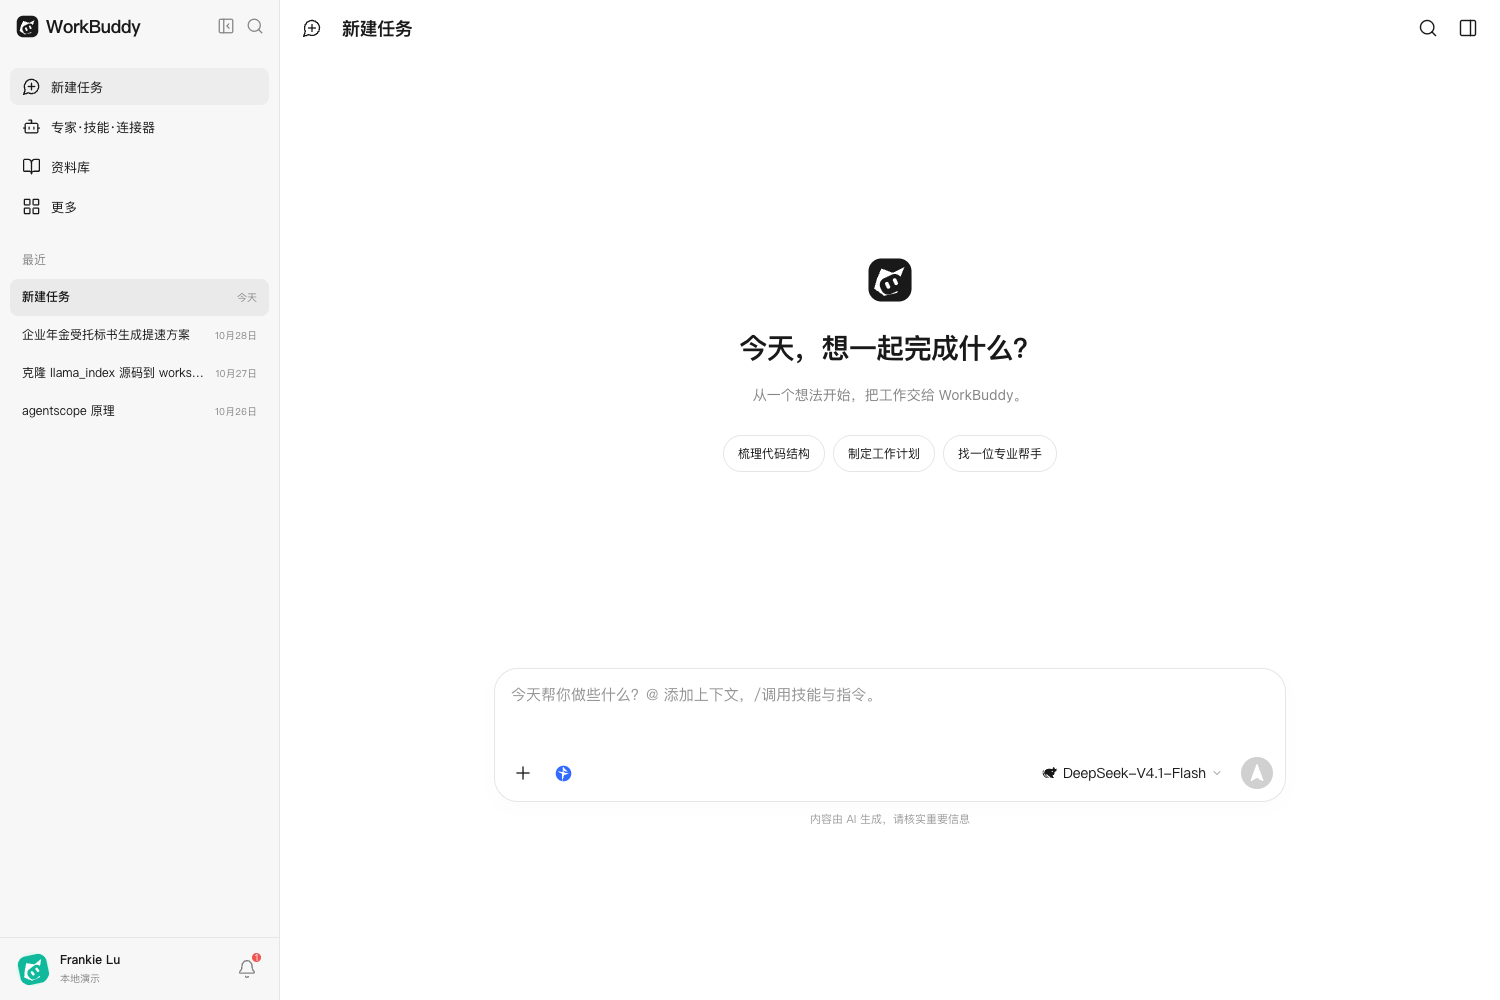 WorkBuddy
新建任务
专家·技能·连接器
资料库
更多
最近
新建任务 今天
企业年金受托标书生成提速方案 10月28日
克隆 llama_index 源码到 works... 10月27日
agentscope 原理 10月26日
Frankie Lu
本地演示
1
新建任务
今天，想一起完成什么？
从一个想法开始，把工作交给 WorkBuddy。
梳理代码结构 制定工作计划 找一位专业帮手
今天帮你做些什么？@ 添加上下文，/调用技能与指令。
DeepSeek-V4.1-Flash
内容由 AI 生成，请核实重要信息